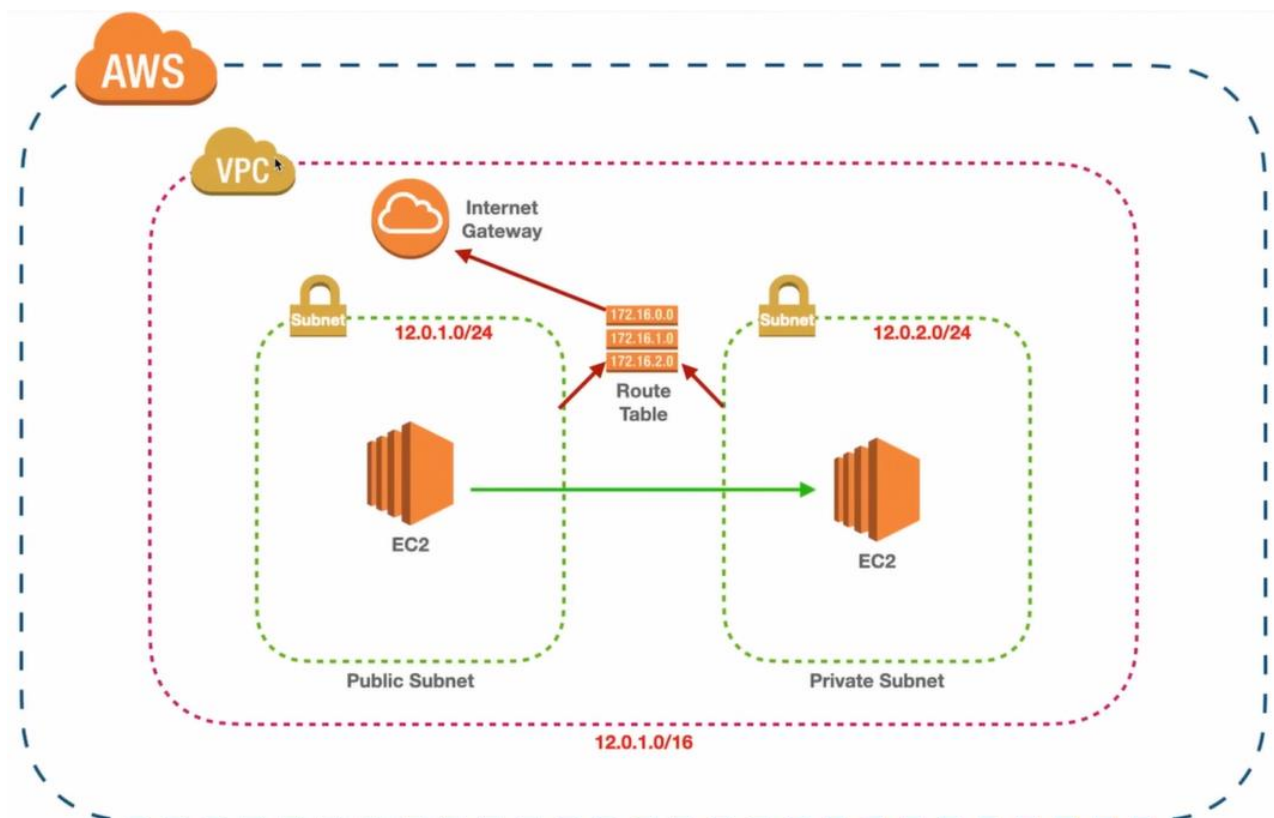 AWS
VPC
Internet
Gateway
Subnet
12.0.1.0/24
172.16.0.0
172.16.1.0
172.16.2.0
Route
Table
Subnet
12.0.2.0/24
EC2
EC2
Public Subnet
Private Subnet
12.0.1.0/16